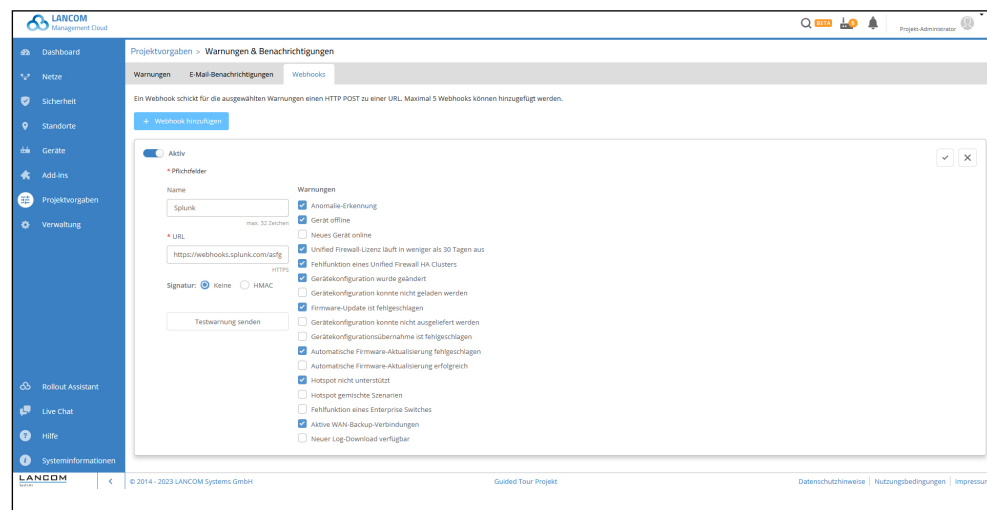 LANCOM
Management Cloud
BETA
Projekt-Administrator
Dashboard
Netze
Sicherheit
Standorte
Geräte
Add-ins
Projektvorgaben
Verwaltung
Rollout Assistant
Live Chat
Hilfe
Systeminformationen
LANCOM
Projektvorgaben > Warnungen & Benachrichtigungen
Warnungen E-Mail-Benachrichtigungen Webhooks
Ein Webhook schickt für die ausgewählten Warnungen einen HTTP POST zu einer URL. Maximal 5 Webhooks können hinzugefügt werden.
+ Webhook hinzufügen
Aktiv
* Pflichtfelder
Name
Splunk
max. 32 Zeichen
* URL
https://webhooks.splunk.com/asfg
HTTPS
Signatur: Keine HMAC
Testwarnung senden
Warnungen
Anomalie-Erkennung
Gerät offline
Neues Gerät online
Unified Firewall-Lizenz läuft in weniger als 30 Tagen aus
Fehlfunktion eines Unified Firewall HA Clusters
Gerätekonfiguration wurde geändert
Gerätekonfiguration konnte nicht geladen werden
Firmware-Update ist fehlgeschlagen
Gerätekonfiguration konnte nicht ausgeliefert werden
Gerätekonfigurationsübernahme ist fehlgeschlagen
Automatische Firmware-Aktualisierung fehlgeschlagen
Automatische Firmware-Aktualisierung erfolgreich
Hotspot nicht unterstützt
Hotspot gemischte Szenarien
Fehlfunktion eines Enterprise Switches
Aktive WAN-Backup-Verbindungen
Neuer Log-Download verfügbar
© 2014 - 2023 LANCOM Systems GmbH
Guided Tour Projekt
Datenschutzhinweise | Nutzungsbedingungen | Impressum